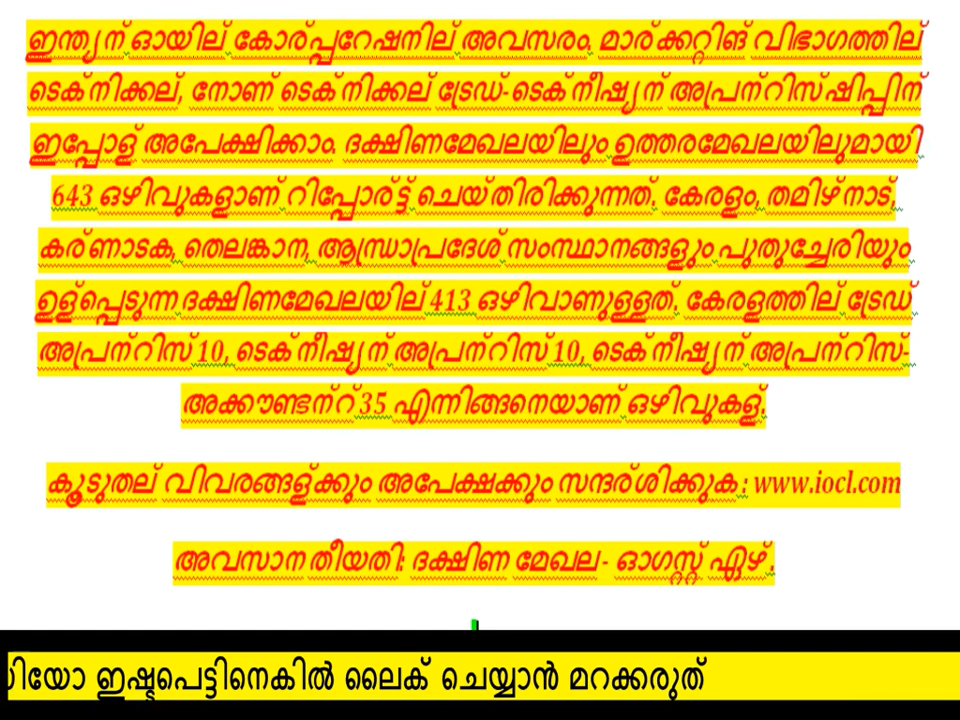 ഇന്ത്യന് ഓയില് കോര്പ്പറേഷനില് അവസരം. മാര്ക്കറ്റിങ് വിഭാഗത്തില്
ടെക്നിക്കല്, നോണ് ടെക്നിക്കല് ട്രേഡ്-ടെക്നീഷ്യന് അപ്രന്റിസ്ഷിപ്പിന്
ഇപ്പോള് അപേക്ഷിക്കാം. ദക്ഷിണമേഖലയിലും ഉത്തരമേഖലയിലുമായി
643 ഒഴിവുകളാണ് റിപ്പോര്ട്ട് ചെയ്തിരിക്കുന്നത്. കേരളം, തമിഴ്നാട്,
കര്ണാടക, തെലങ്കാന, ആന്ധ്രാപ്രദേശ് സംസ്ഥാനങ്ങളും പുതുച്ചേരിയും
ഉള്പ്പെടുന്ന ദക്ഷിണമേഖലയില് 413 ഒഴിവാണുള്ളത്. കേരളത്തില് ട്രേഡ്
അപ്രന്റിസ് 10, ടെക്നീഷ്യന് അപ്രന്റിസ് 10, ടെക്നീഷ്യന് അപ്രന്റിസ്-
അക്കൗണ്ടന്റ് 35 എന്നിങ്ങനെയാണ് ഒഴിവുകള്.
കൂടുതല് വിവരങ്ങള്ക്കും അപേക്ഷക്കും സന്ദര്ശിക്കുക : www.iocl.com
അവസാന തീയതി: ദക്ഷിണ മേഖല - ഓഗസ്റ്റ് ഏഴ് .
ഇഷ്ടപെട്ടിനെകിൽ ലൈക് ചെയ്യാൻ മറക്കരുത്